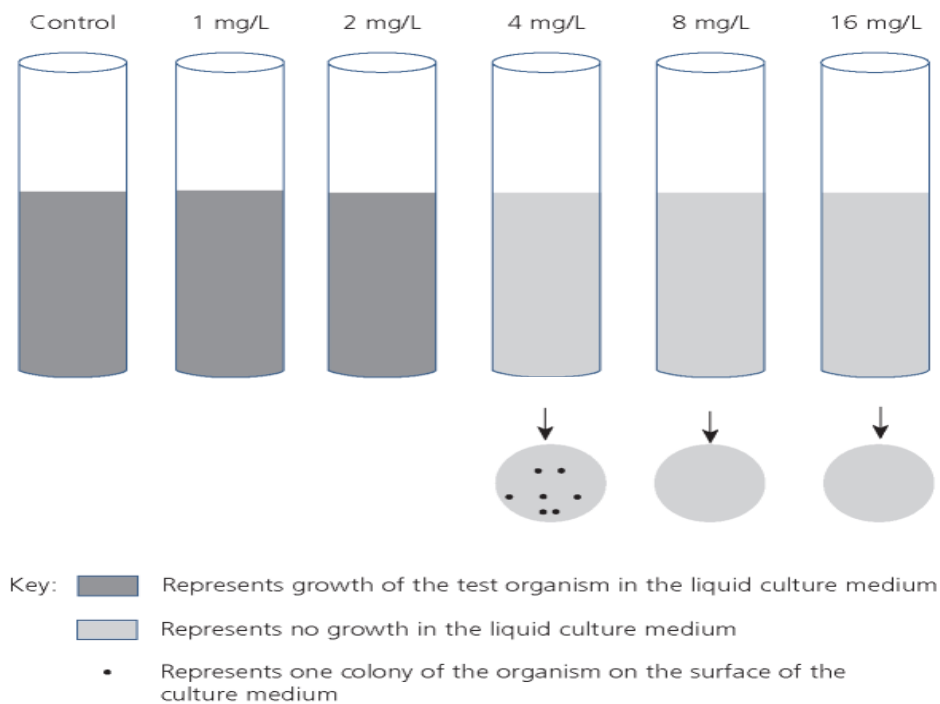 Control 1 mg/L 2 mg/L 4 mg/L 8 mg/L 16 mg/L
Key: Represents growth of the test organism in the liquid culture medium
Represents no growth in the liquid culture medium
Represents one colony of the organism on the surface of the
culture medium